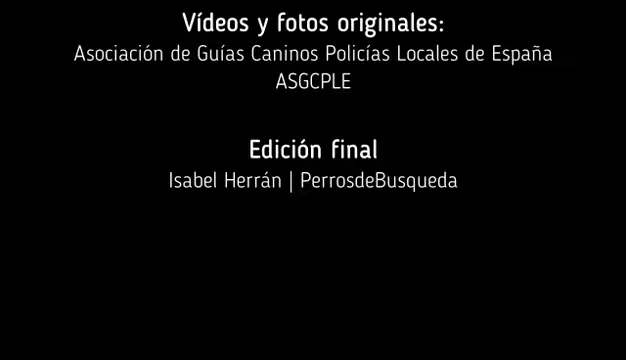 Vídeos y fotos originales:
Asociación de Guías Caninos Policías Locales de España
ASGCPLE
Edición final
Isabel Herrán | PerrosdeBusqueda